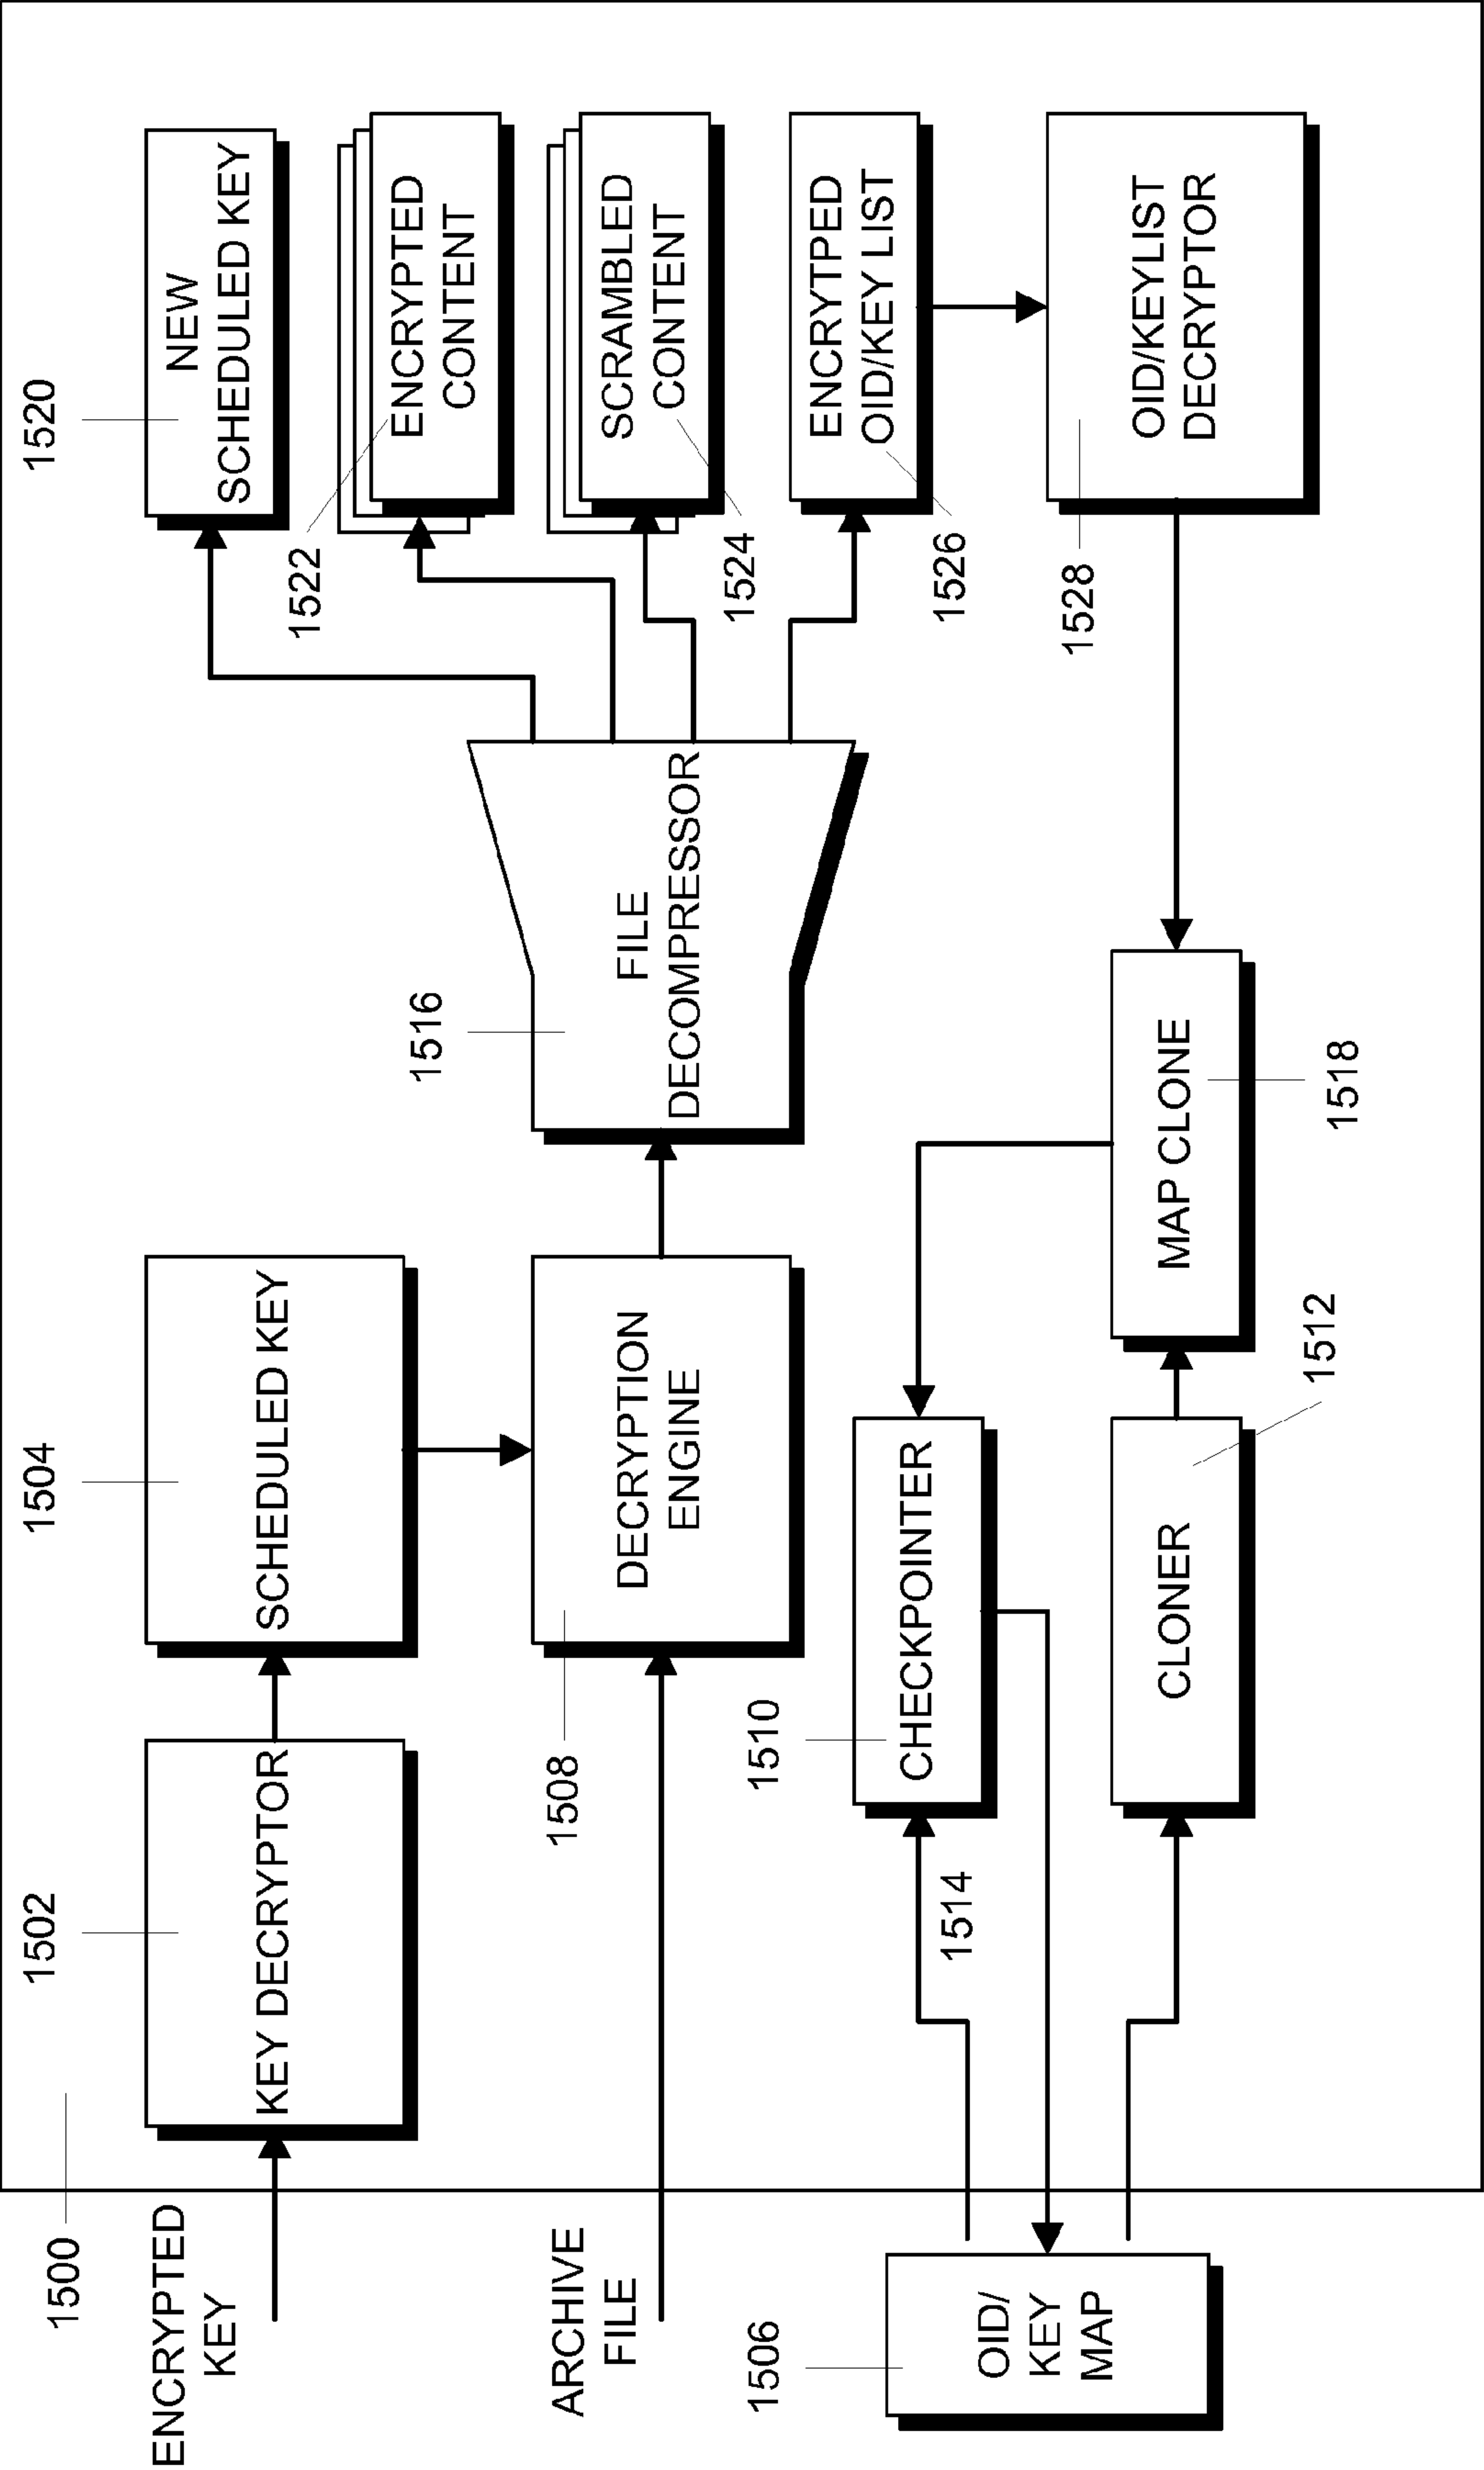 1500
ENCRYPTED
KEY
1502
KEY DECRYPTOR
1504
SCHEDULED KEY
1520
NEW
SCHEDULED KEY
1522
ENCRYPTED
CONTENT
ARCHIVE
FILE
1508
DECRYPTION
ENGINE
1516
FILE
DECOMPRESSOR
1524
SCRAMBLED
CONTENT
1526
ENCRYTPED
OID/KEY LIST
1506
OID/
KEY
MAP
1510
CHECKPOINTER
1514
CLONER
1512
MAP CLONE
1518
1528
OID/KEYLIST
DECRYPTOR